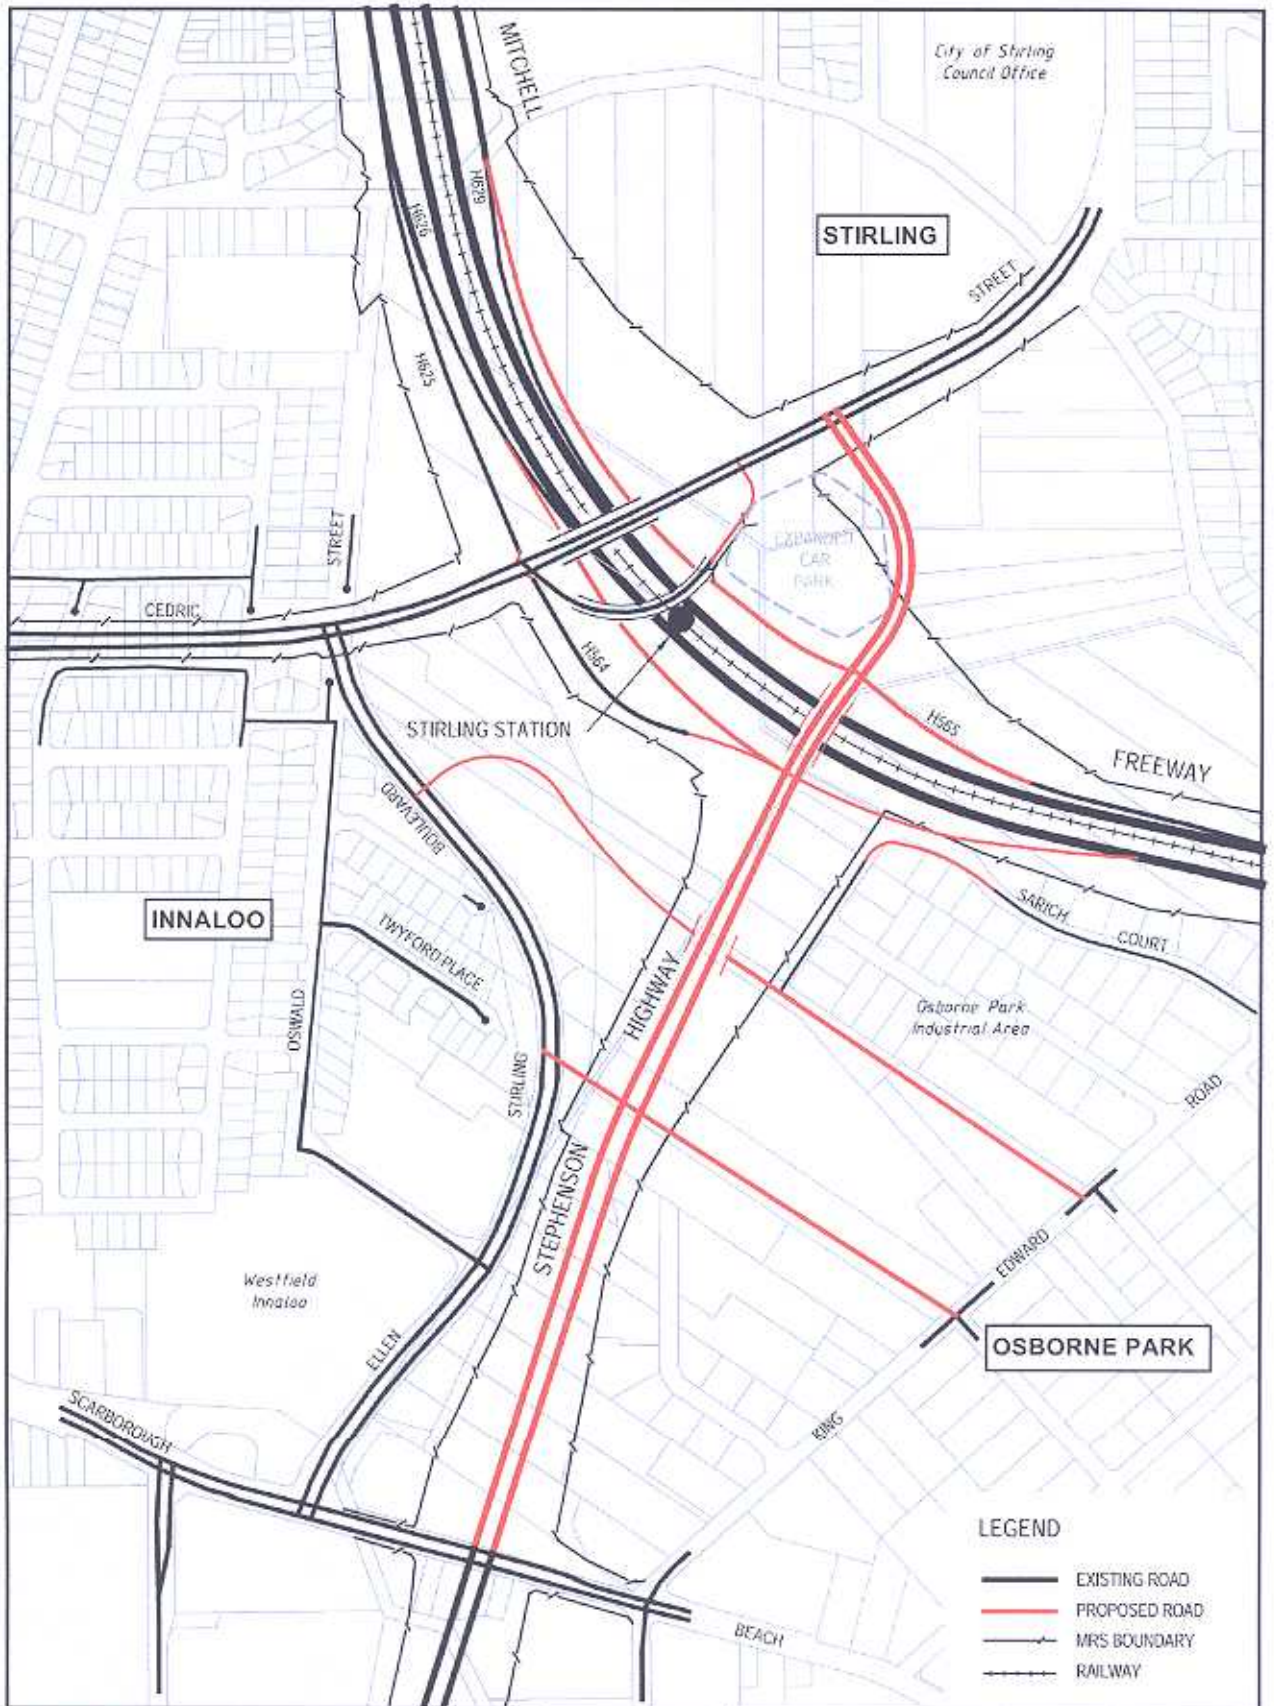 MITCHELL
City of Stirling
Council Office
H629
H626
STIRLING
STREET
H625
STREET
EXPANDED
CAR
PARK
CEDRIC
H564
STIRLING STATION
H565
FREEWAY
BOULEVARD
INNALOO
SARICH
COURT
TWYFORD PLACE
HIGHWAY
Osborne Park
Industrial Area
OSWALD
STIRLING
ROAD
STEPHENSON
EDWARD
Westfield
Innaloo
ELLEN
OSBORNE PARK
SCARBOROUGH
KING
LEGEND
EXISTING ROAD
PROPOSED ROAD
BEACH
MRS BOUNDARY
RAILWAY